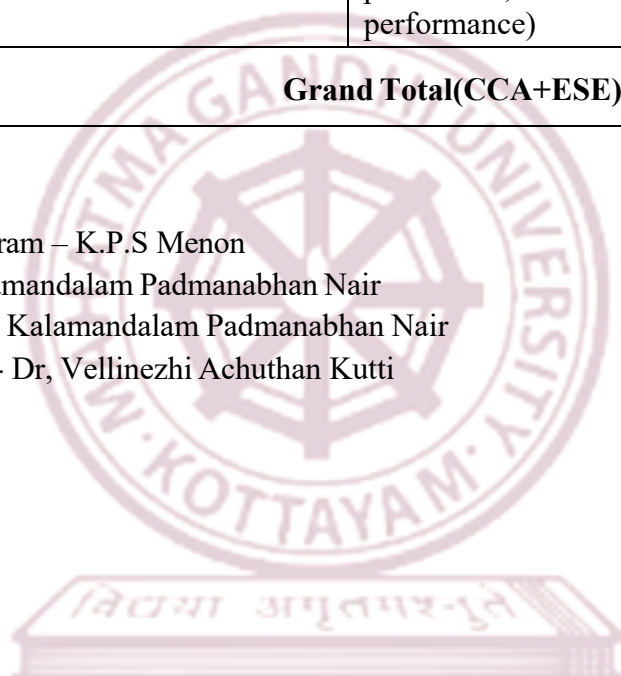 performance)
Grand Total(CCA+ESE)
ram – K.P.S Menon
mandalam Padmanabhan Nair
Kalamandalam Padmanabhan Nair
- Dr, Vellinezhi Achuthan Kutti
MAHATMA GANDHI UNIVERSITY
· KOTTAYAM ·
विद्यया अमृतमश्नुते